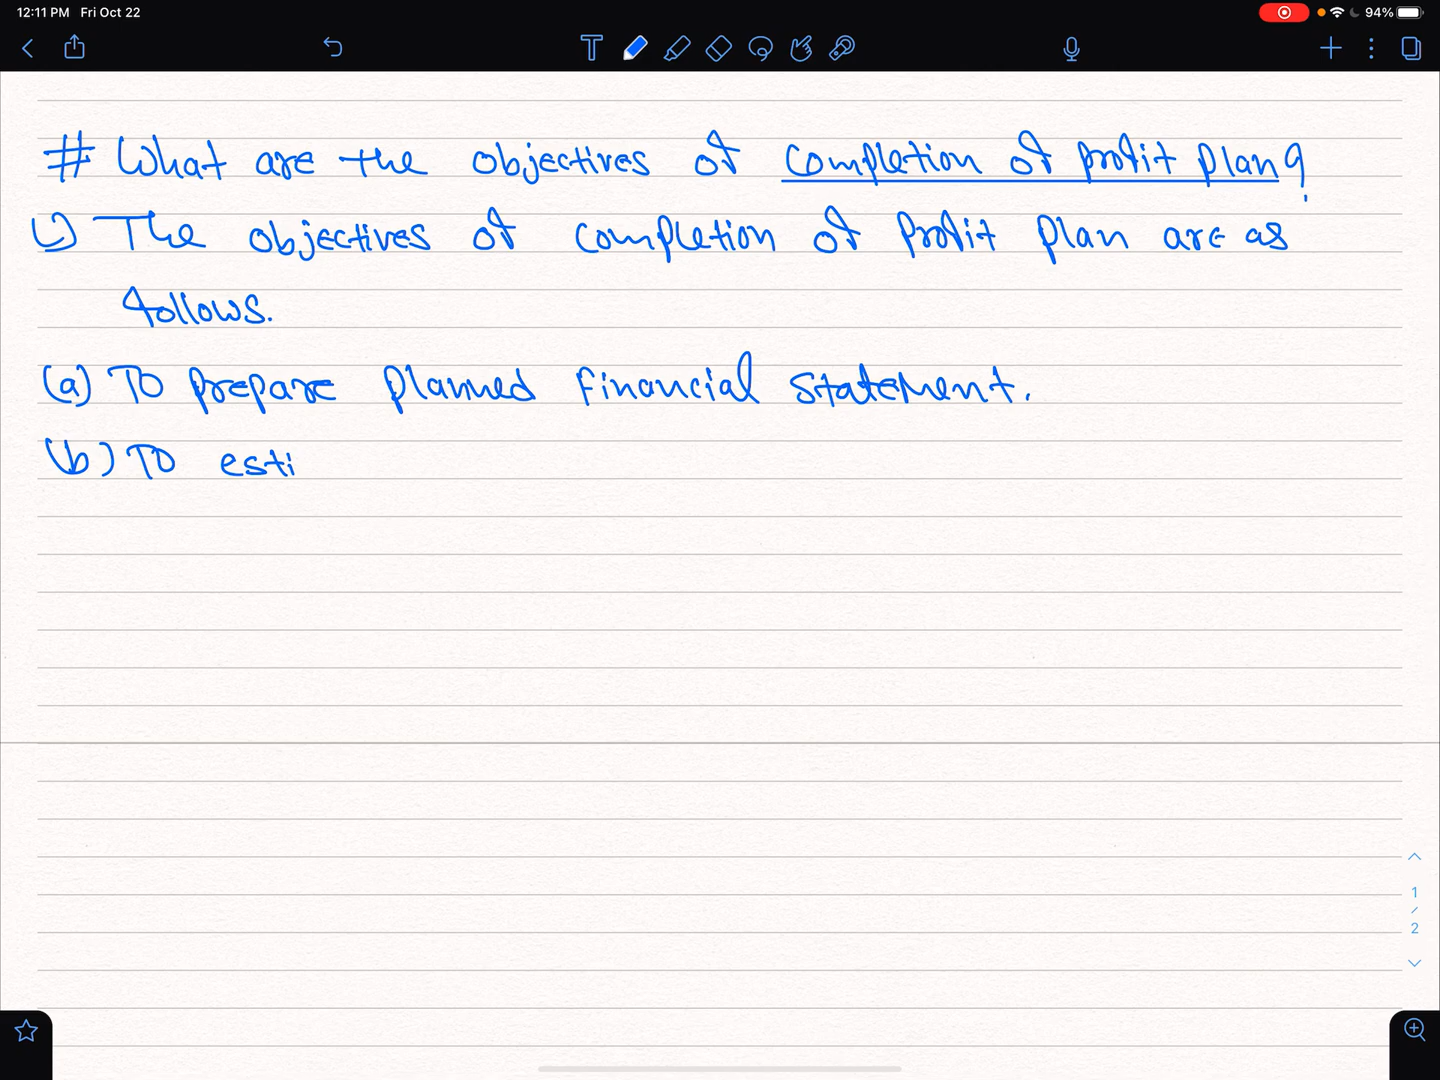 12:11 PM Fri Oct 22
94%
# What are the objectives of completion of profit plan?
↳ The objectives of completion of profit plan are as
follows.
(a) To prepare planned financial statement.
(b) To esti
1
/
2